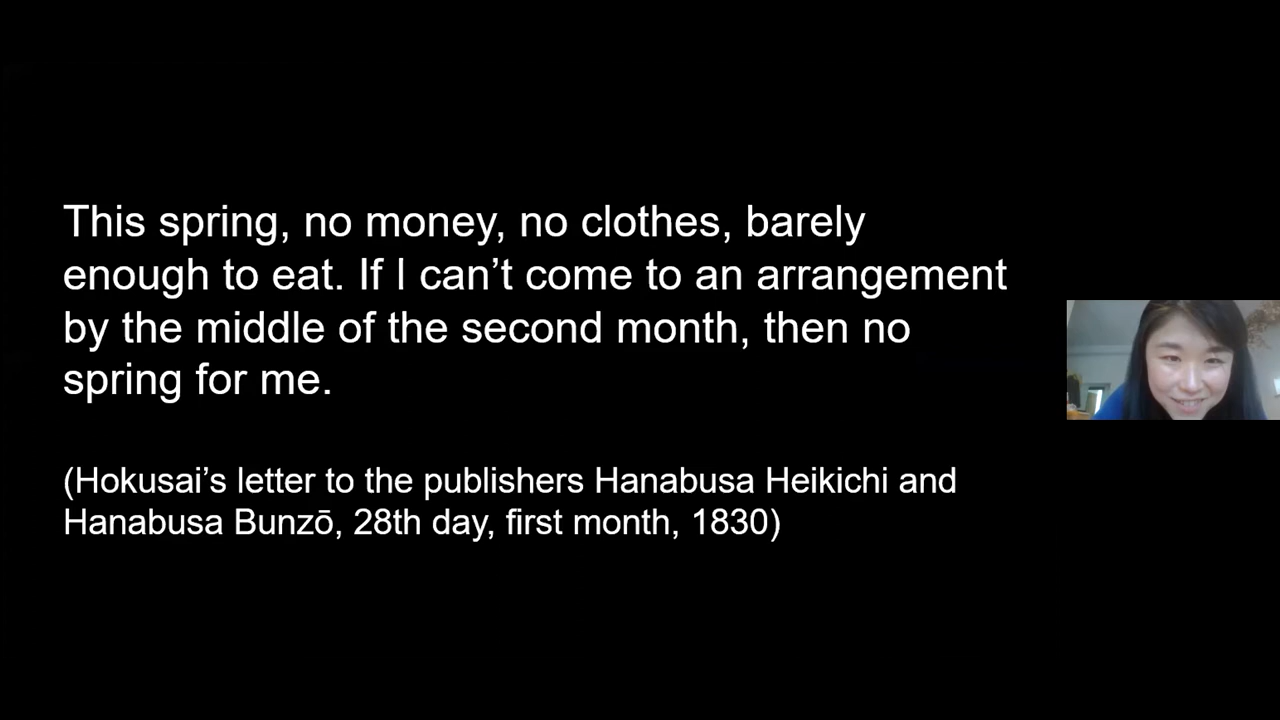 This spring, no money, no clothes, barely
enough to eat. If I can’t come to an arrangement
by the middle of the second month, then no
spring for me.
(Hokusai’s letter to the publishers Hanabusa Heikichi and
Hanabusa Bunzō, 28th day, first month, 1830)